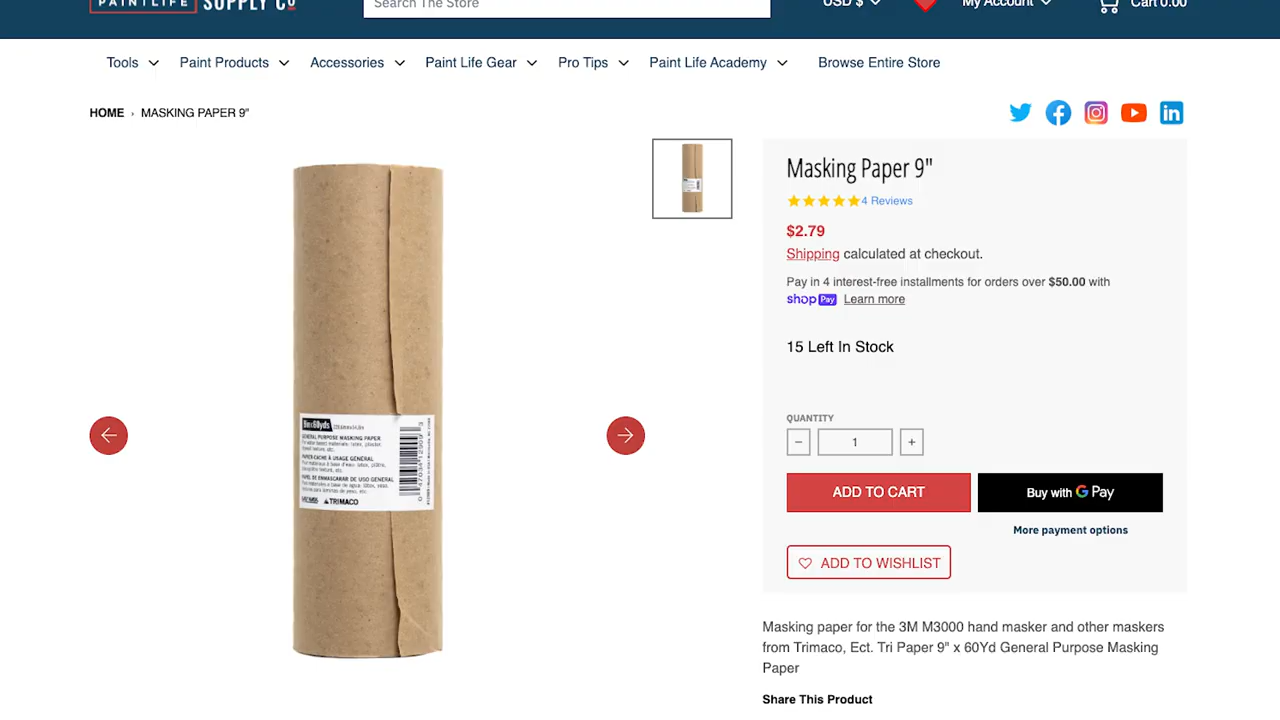 PAINTLIFE SUPPLY CO
Search The Store
USD $
My Account
Cart 0.00
Tools
Paint Products
Accessories
Paint Life Gear
Pro Tips
Paint Life Academy
Browse Entire Store
HOME › MASKING PAPER 9"
Masking Paper 9"
4 Reviews
$2.79
Shipping calculated at checkout.
Pay in 4 interest-free installments for orders over $50.00 with
shop Pay Learn more
15 Left In Stock
QUANTITY
− 1 +
ADD TO CART
Buy with G Pay
More payment options
ADD TO WISHLIST
Masking paper for the 3M M3000 hand masker and other maskers
from Trimaco, Ect. Tri Paper 9" x 60Yd General Purpose Masking
Paper
Share This Product
9in x 60yds
GENERAL PURPOSE MASKING PAPER
PAPIER-CACHE À USAGE GÉNÉRAL
PAPEL DE ENMASCARAR DE USO GENERAL
TRIMACO